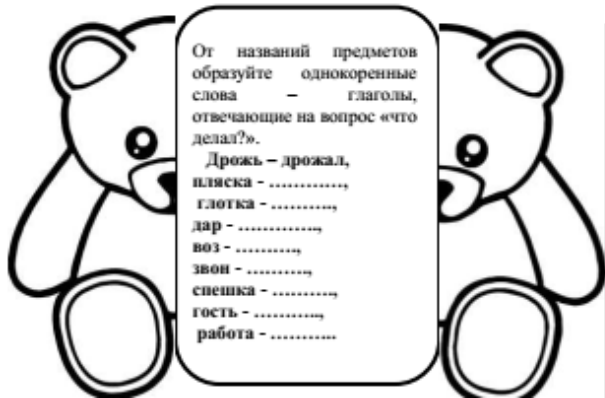 От названий предметов
образуйте однокоренные
слова – глаголы,
отвечающие на вопрос «что
делал?».
Дрожь – дрожал,
пляска - …………,
глотка - ……….,
дар - …………..,
воз - ……….,
звон - ……….,
спешка - ……….,
гость - ………..,
работа - ………..